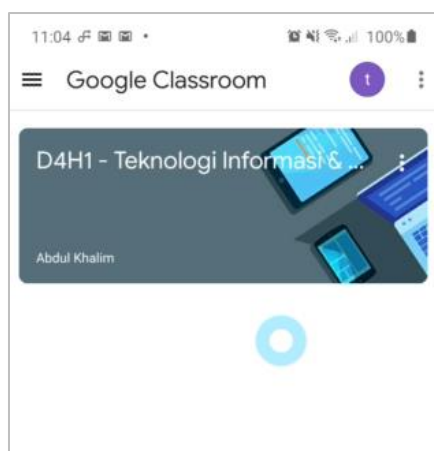 11:04
100%
Google Classroom
t
D4H1 - Teknologi Informasi & ...
Abdul Khalim